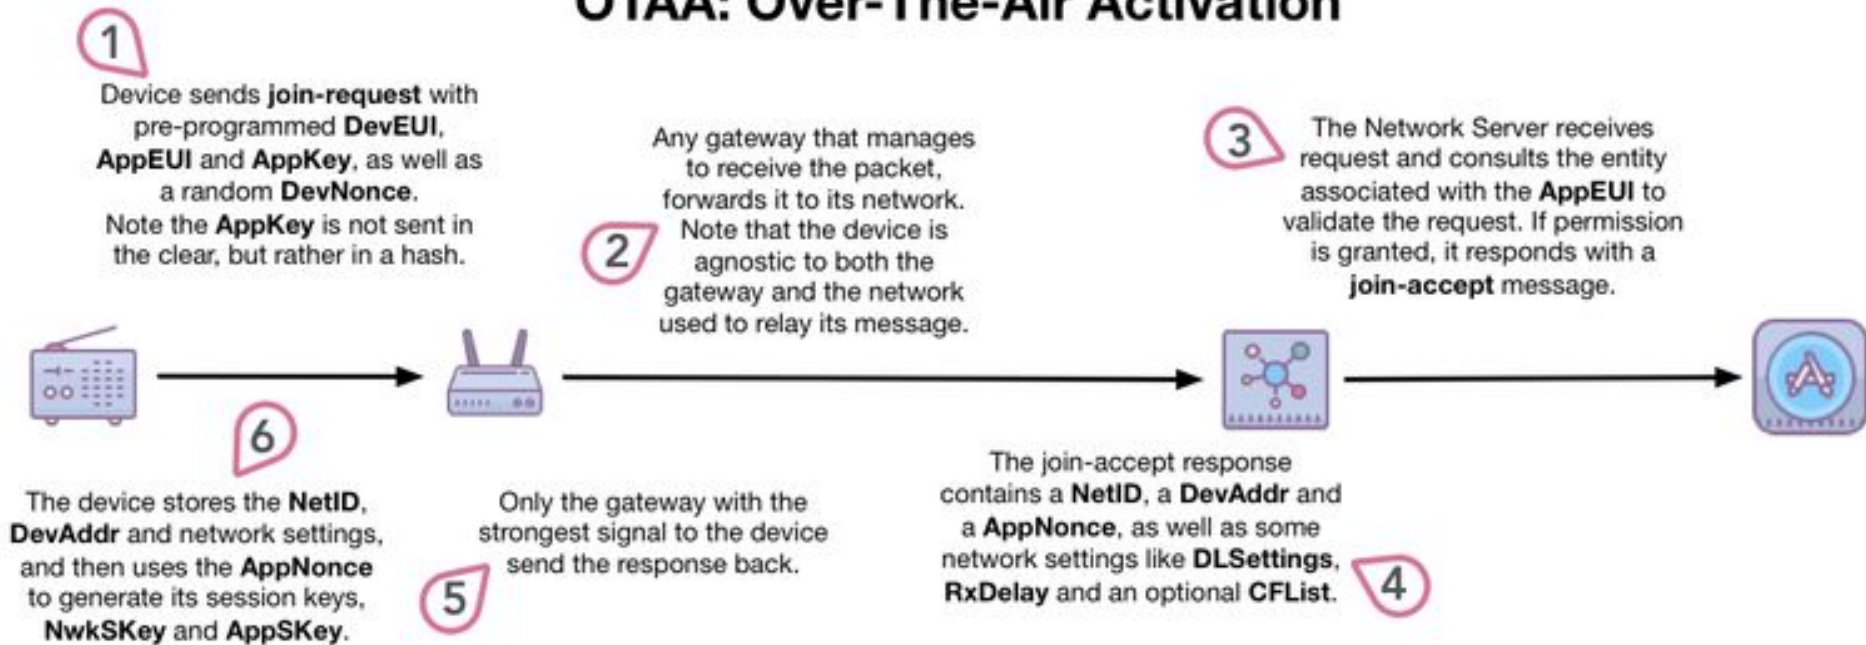 OTAA: Over-The-Air Activation
1
Device sends join-request with
pre-programmed DevEUI,
AppEUI and AppKey, as well as
a random DevNonce.
Note the AppKey is not sent in
the clear, but rather in a hash.
2
Any gateway that manages
to receive the packet,
forwards it to its network.
Note that the device is
agnostic to both the
gateway and the network
used to relay its message.
3
The Network Server receives
request and consults the entity
associated with the AppEUI to
validate the request. If permission
is granted, it responds with a
join-accept message.
The join-accept response
contains a NetID, a DevAddr and
a AppNonce, as well as some
network settings like DLSettings,
RxDelay and an optional CFList.
4
Only the gateway with the
strongest signal to the device
send the response back.
5
6
The device stores the NetID,
DevAddr and network settings,
and then uses the AppNonce
to generate its session keys,
NwkSKey and AppSKey.